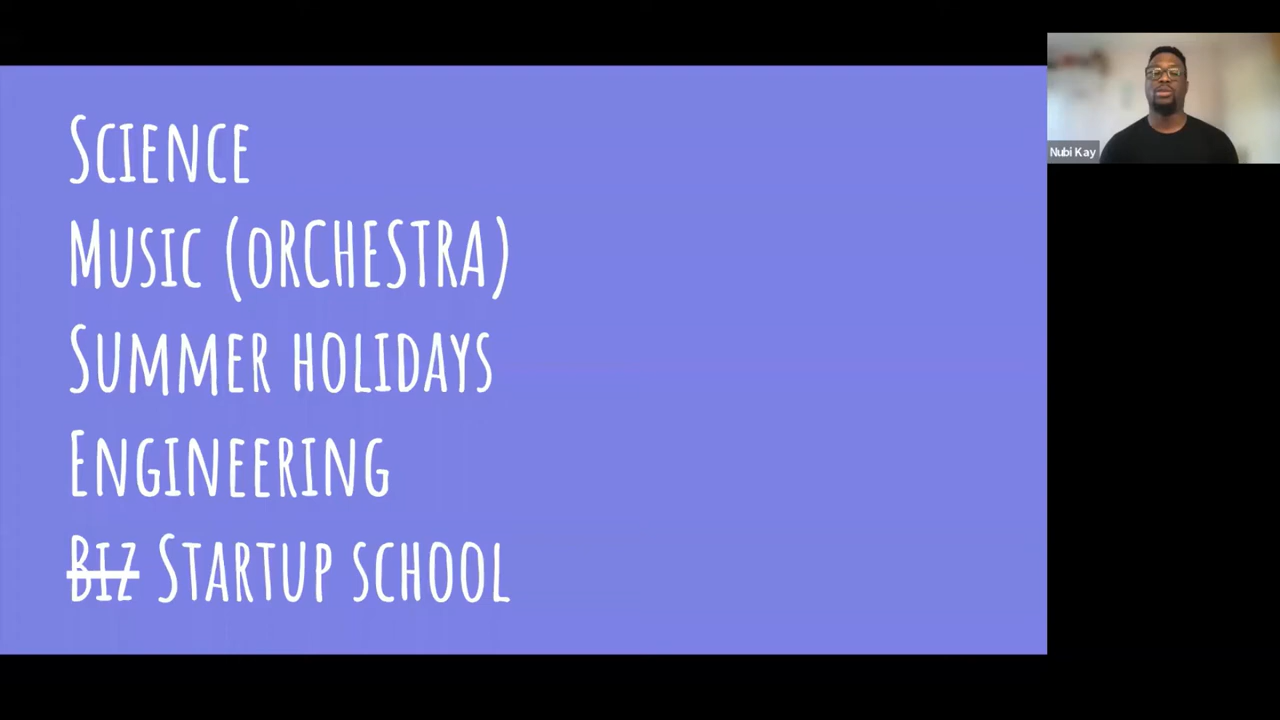 Science
Music (oRCHESTRA)
Summer holidays
Engineering
Biz Startup school
Nubi Kay